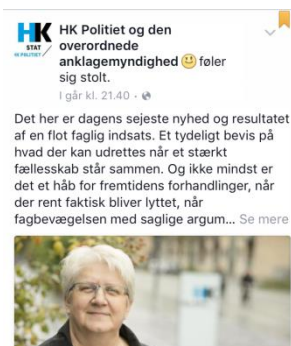 HK
STAT
HK POLITIET
HK Politiet og den
overordnede
anklagemyndighed føler
sig stolt.
I går kl. 21.40 ·
Det her er dagens sejeste nyhed og resultatet
af en flot faglig indsats. Et tydeligt bevis på
hvad der kan udrettes når et stærkt
fællesskab står sammen. Og ikke mindst er
det et håb for fremtidens forhandlinger, når
der rent faktisk bliver lyttet, når
fagbevægelsen med saglige argum... Se mere